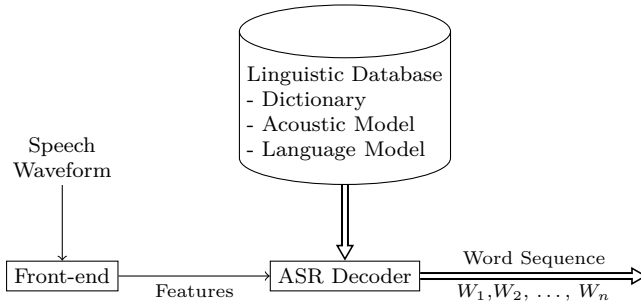 Linguistic Database
- Dictionary
- Acoustic Model
- Language Model
Speech
Waveform
Front-end
Features
ASR Decoder
Word Sequence
W₁,W₂, ..., Wₙ